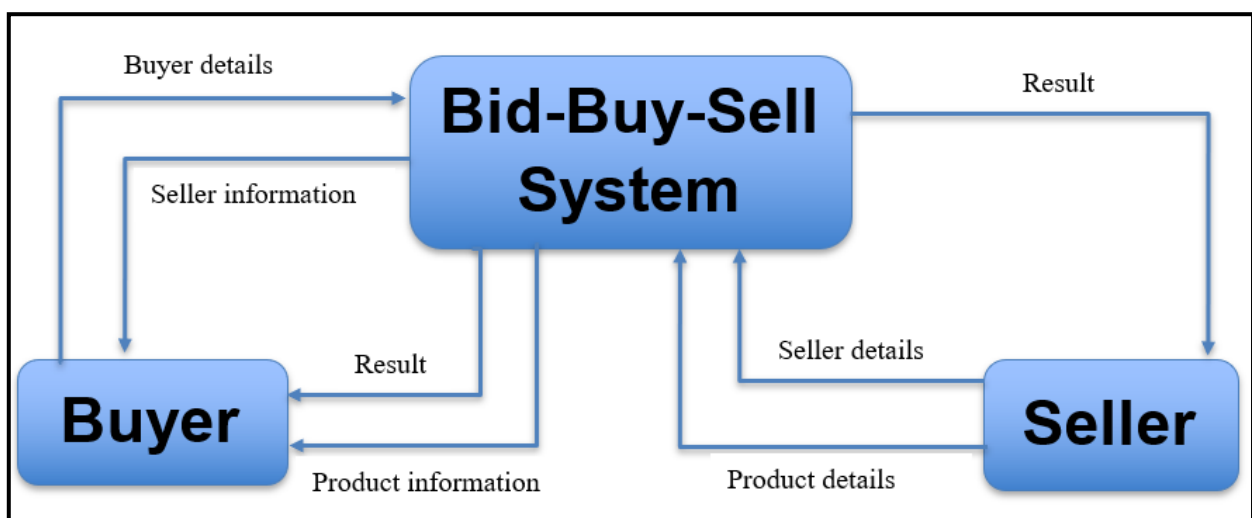 Buyer details
Bid-Buy-Sell
System
Result
Seller information
Result
Seller details
Buyer
Seller
Product information
Product details